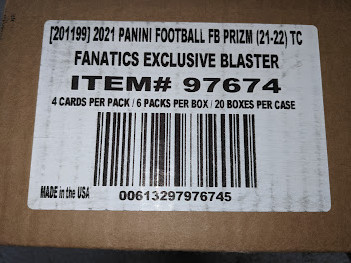 [201199] 2021 PANINI FOOTBALL FB PRIZM (21-22) TC
FANATICS EXCLUSIVE BLASTER
ITEM# 97674
4 CARDS PER PACK / 6 PACKS PER BOX / 20 BOXES PER CASE
MADE in the USA
00613297976745